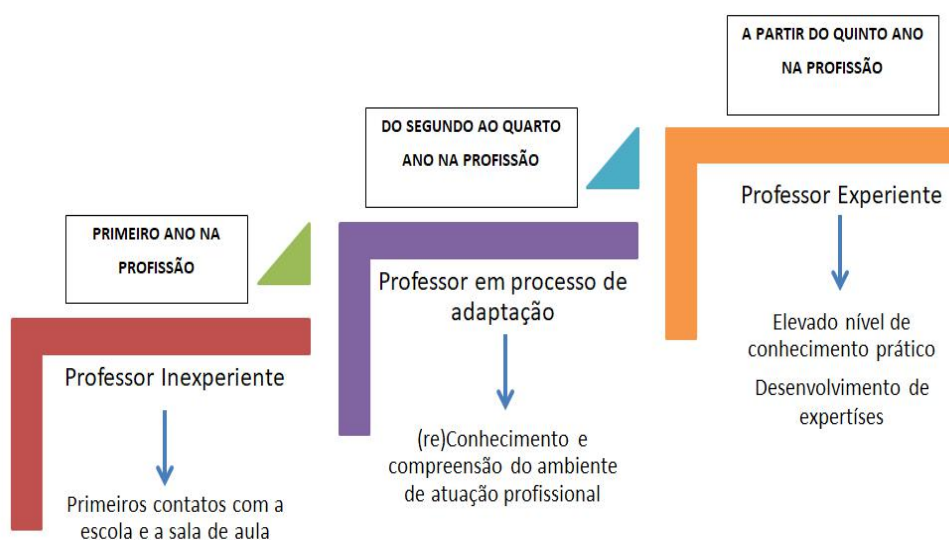 PRIMEIRO ANO NA
PROFISSÃO
Professor Inexperiente
Primeiros contatos com a
escola e a sala de aula
DO SEGUNDO AO QUARTO
ANO NA PROFISSÃO
Professor em processo de
adaptação
(re)Conhecimento e
compreensão do ambiente
de atuação profissional
A PARTIR DO QUINTO ANO
NA PROFISSÃO
Professor Experiente
Elevado nível de
conhecimento prático
Desenvolvimento de
expertíses